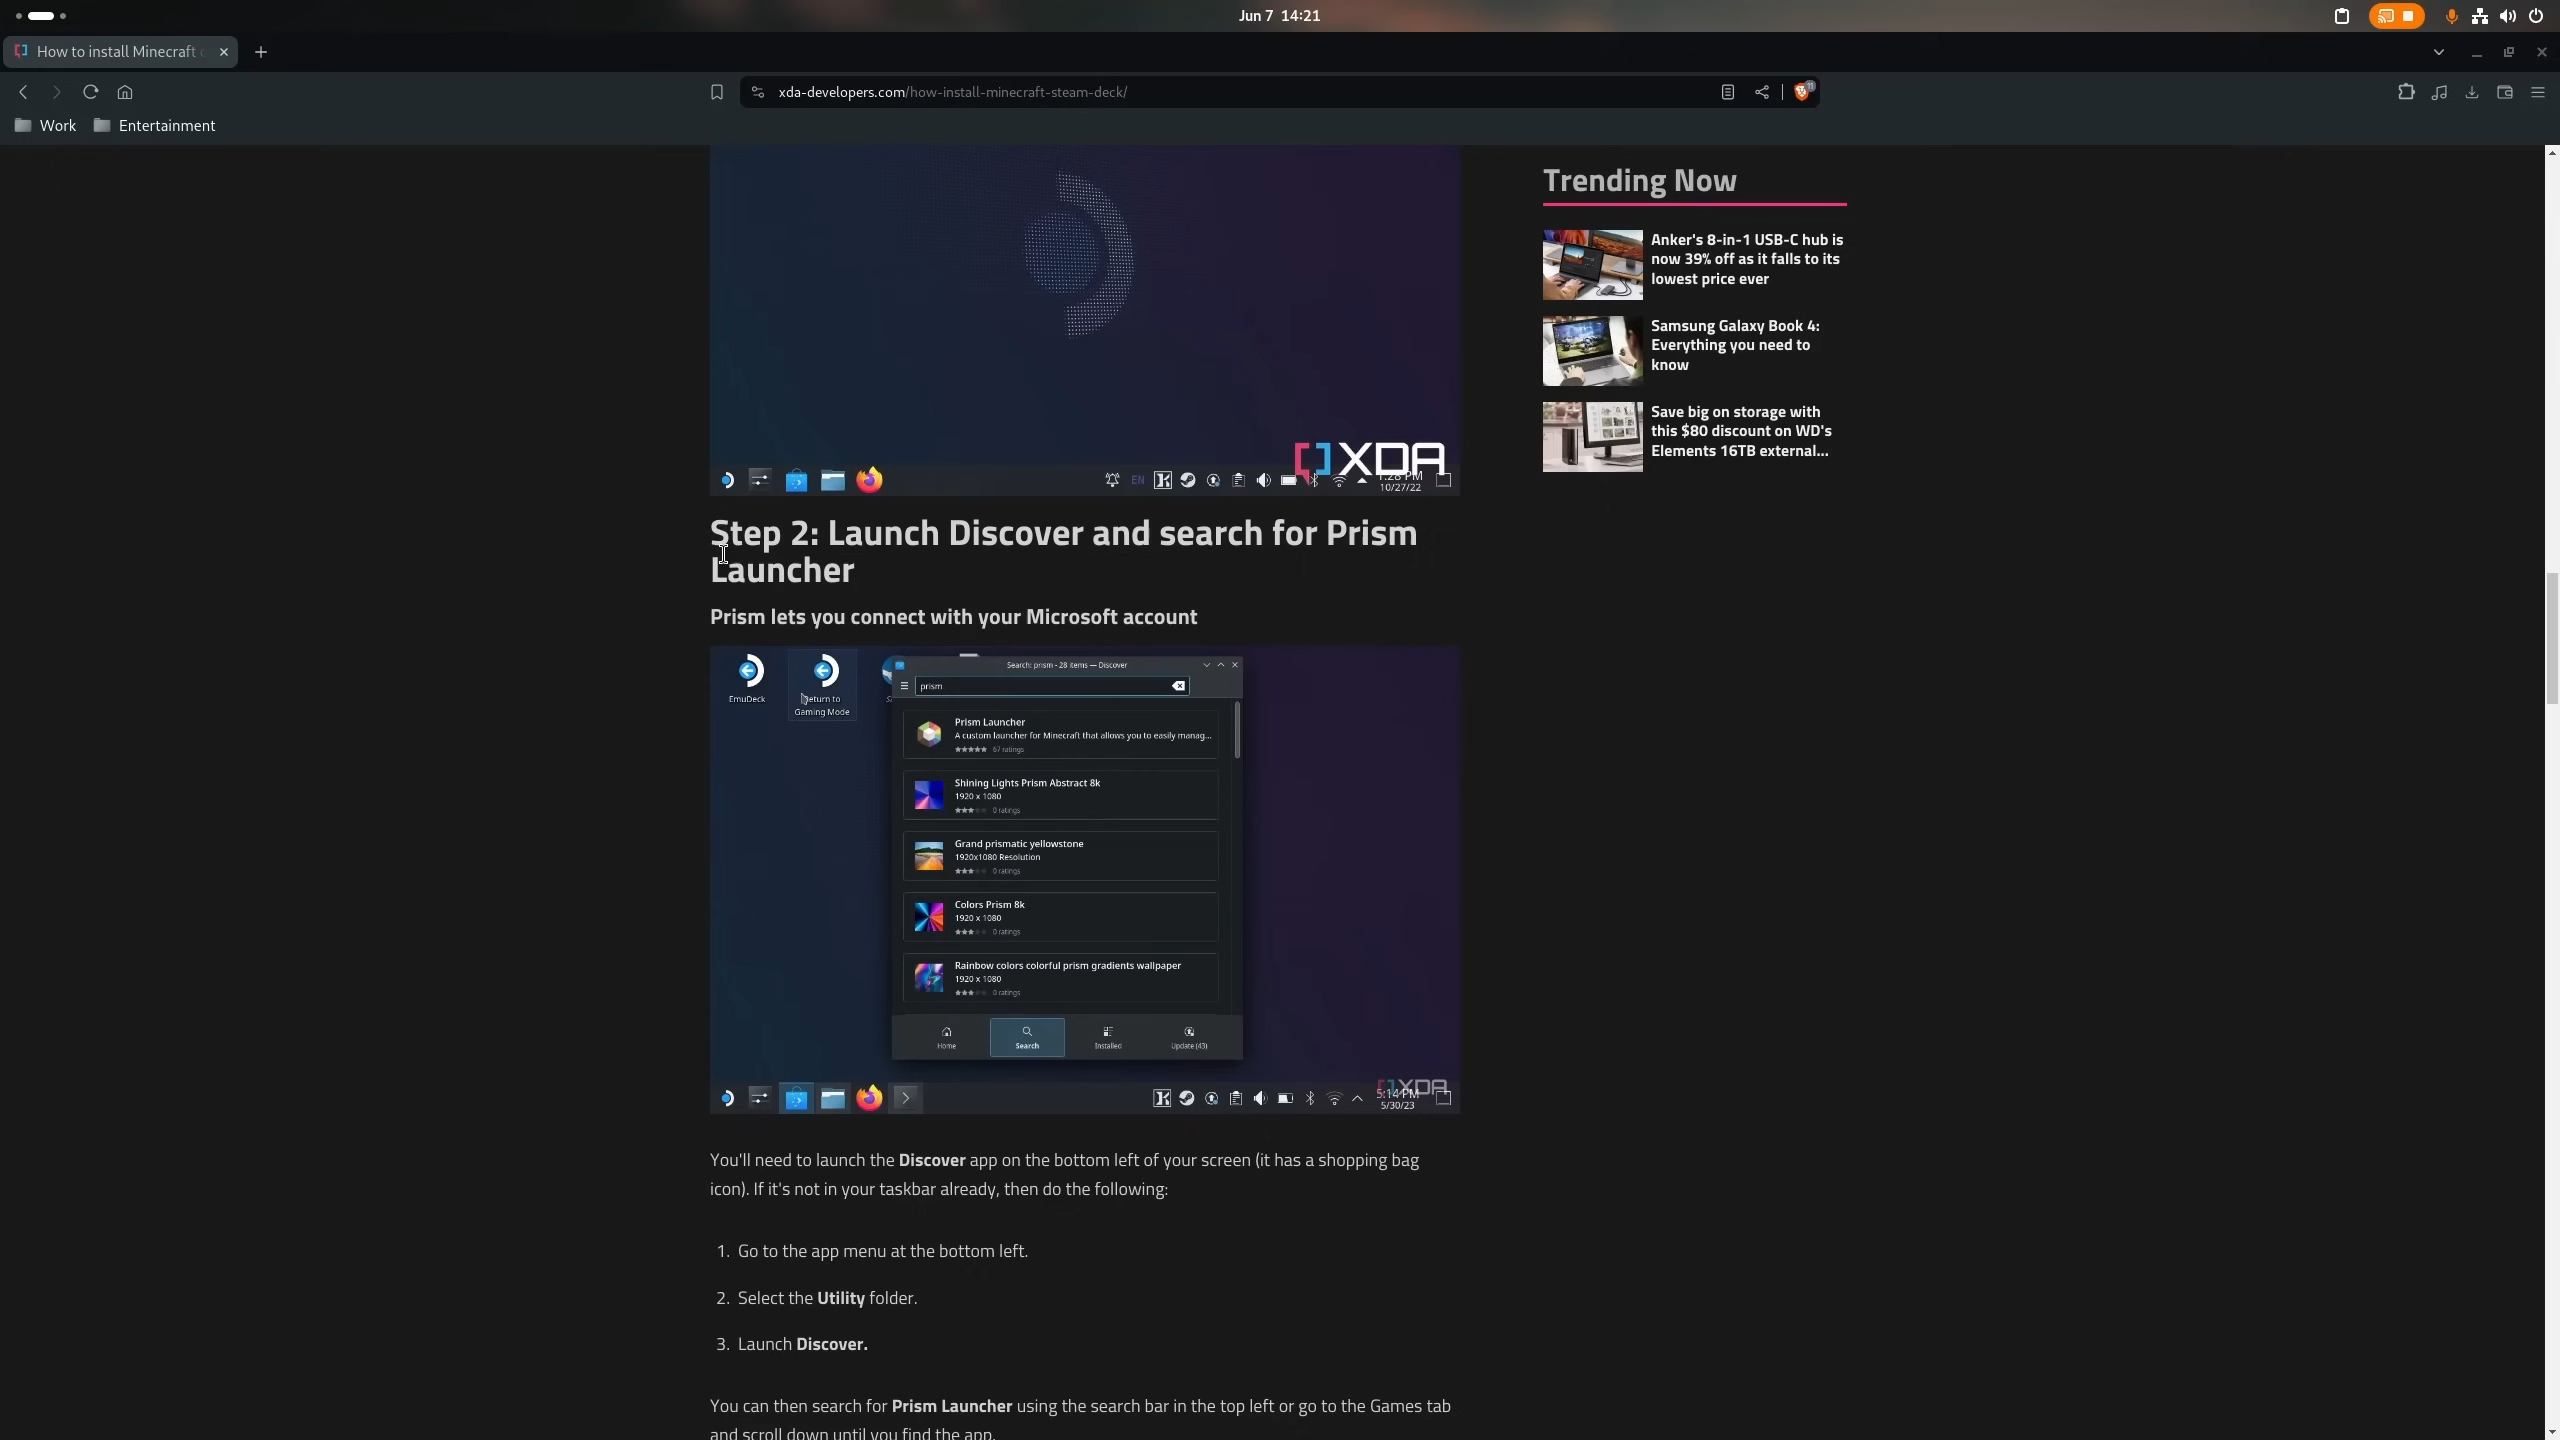 Jun 7 14:21
How to install Minecraft
xda-developers.com/how-install-minecraft-steam-deck/
11
Work
Entertainment
XDA
EN
1:28 PM
10/27/22
Trending Now
Anker's 8-in-1 USB-C hub is
now 39% off as it falls to its
lowest price ever
Samsung Galaxy Book 4:
Everything you need to
know
Save big on storage with
this $80 discount on WD's
Elements 16TB external...
Step 2: Launch Discover and search for Prism
Launcher
Prism lets you connect with your Microsoft account
EmuDeck
Return to
Gaming Mode
Search: prism - 28 items — Discover
prism
Prism Launcher
A custom launcher for Minecraft that allows you to easily manag...
67 ratings
Shining Lights Prism Abstract 8k
1920 x 1080
0 ratings
Grand prismatic yellowstone
1920x1080 Resolution
0 ratings
Colors Prism 8k
1920 x 1080
0 ratings
Rainbow colors colorful prism gradients wallpaper
1920 x 1080
0 ratings
Home
Search
Installed
Update (43)
XDA
5:14 PM
5/30/23
You'll need to launch the Discover app on the bottom left of your screen (it has a shopping bag
icon). If it's not in your taskbar already, then do the following:
1. Go to the app menu at the bottom left.
2. Select the Utility folder.
3. Launch Discover.
You can then search for Prism Launcher using the search bar in the top left or go to the Games tab
and scroll down until you find the app.